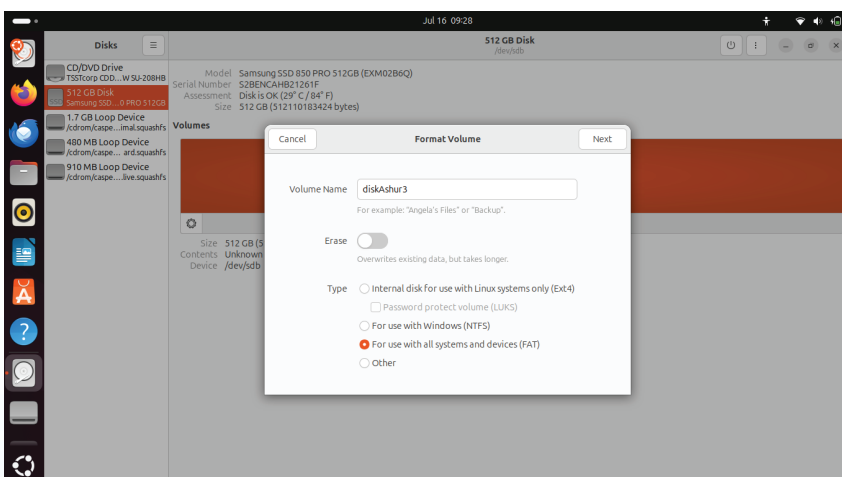 Jul 16 09:28
Disks
512 GB Disk
/dev/sdb
CD/DVD Drive
TSSTcorp CDD... W SU-208HB
512 GB Disk
Samsung SSD...0 PRO 512GB
1.7 GB Loop Device
/cdrom/caspe...imal.squashfs
480 MB Loop Device
/cdrom/caspe... ard.squashfs
910 MB Loop Device
/cdrom/caspe....live.squashfs
Model Samsung SSD 850 PRO 512GB (EXM02B6Q)
Serial Number S2BENCAHB21261F
Assessment Disk is OK (29° C / 84° F)
Size 512 GB (512110183424 bytes)
Volumes
Size 512 GB (5
Contents Unknown
Device /dev/sdb
Cancel
Format Volume
Next
Volume Name diskAshur3
For example: "Angela's Files" or "Backup".
Erase
Overwrites existing data, but takes longer.
Type Internal disk for use with Linux systems only (Ext4)
Password protect volume (LUKS)
For use with Windows (NTFS)
For use with all systems and devices (FAT)
Other